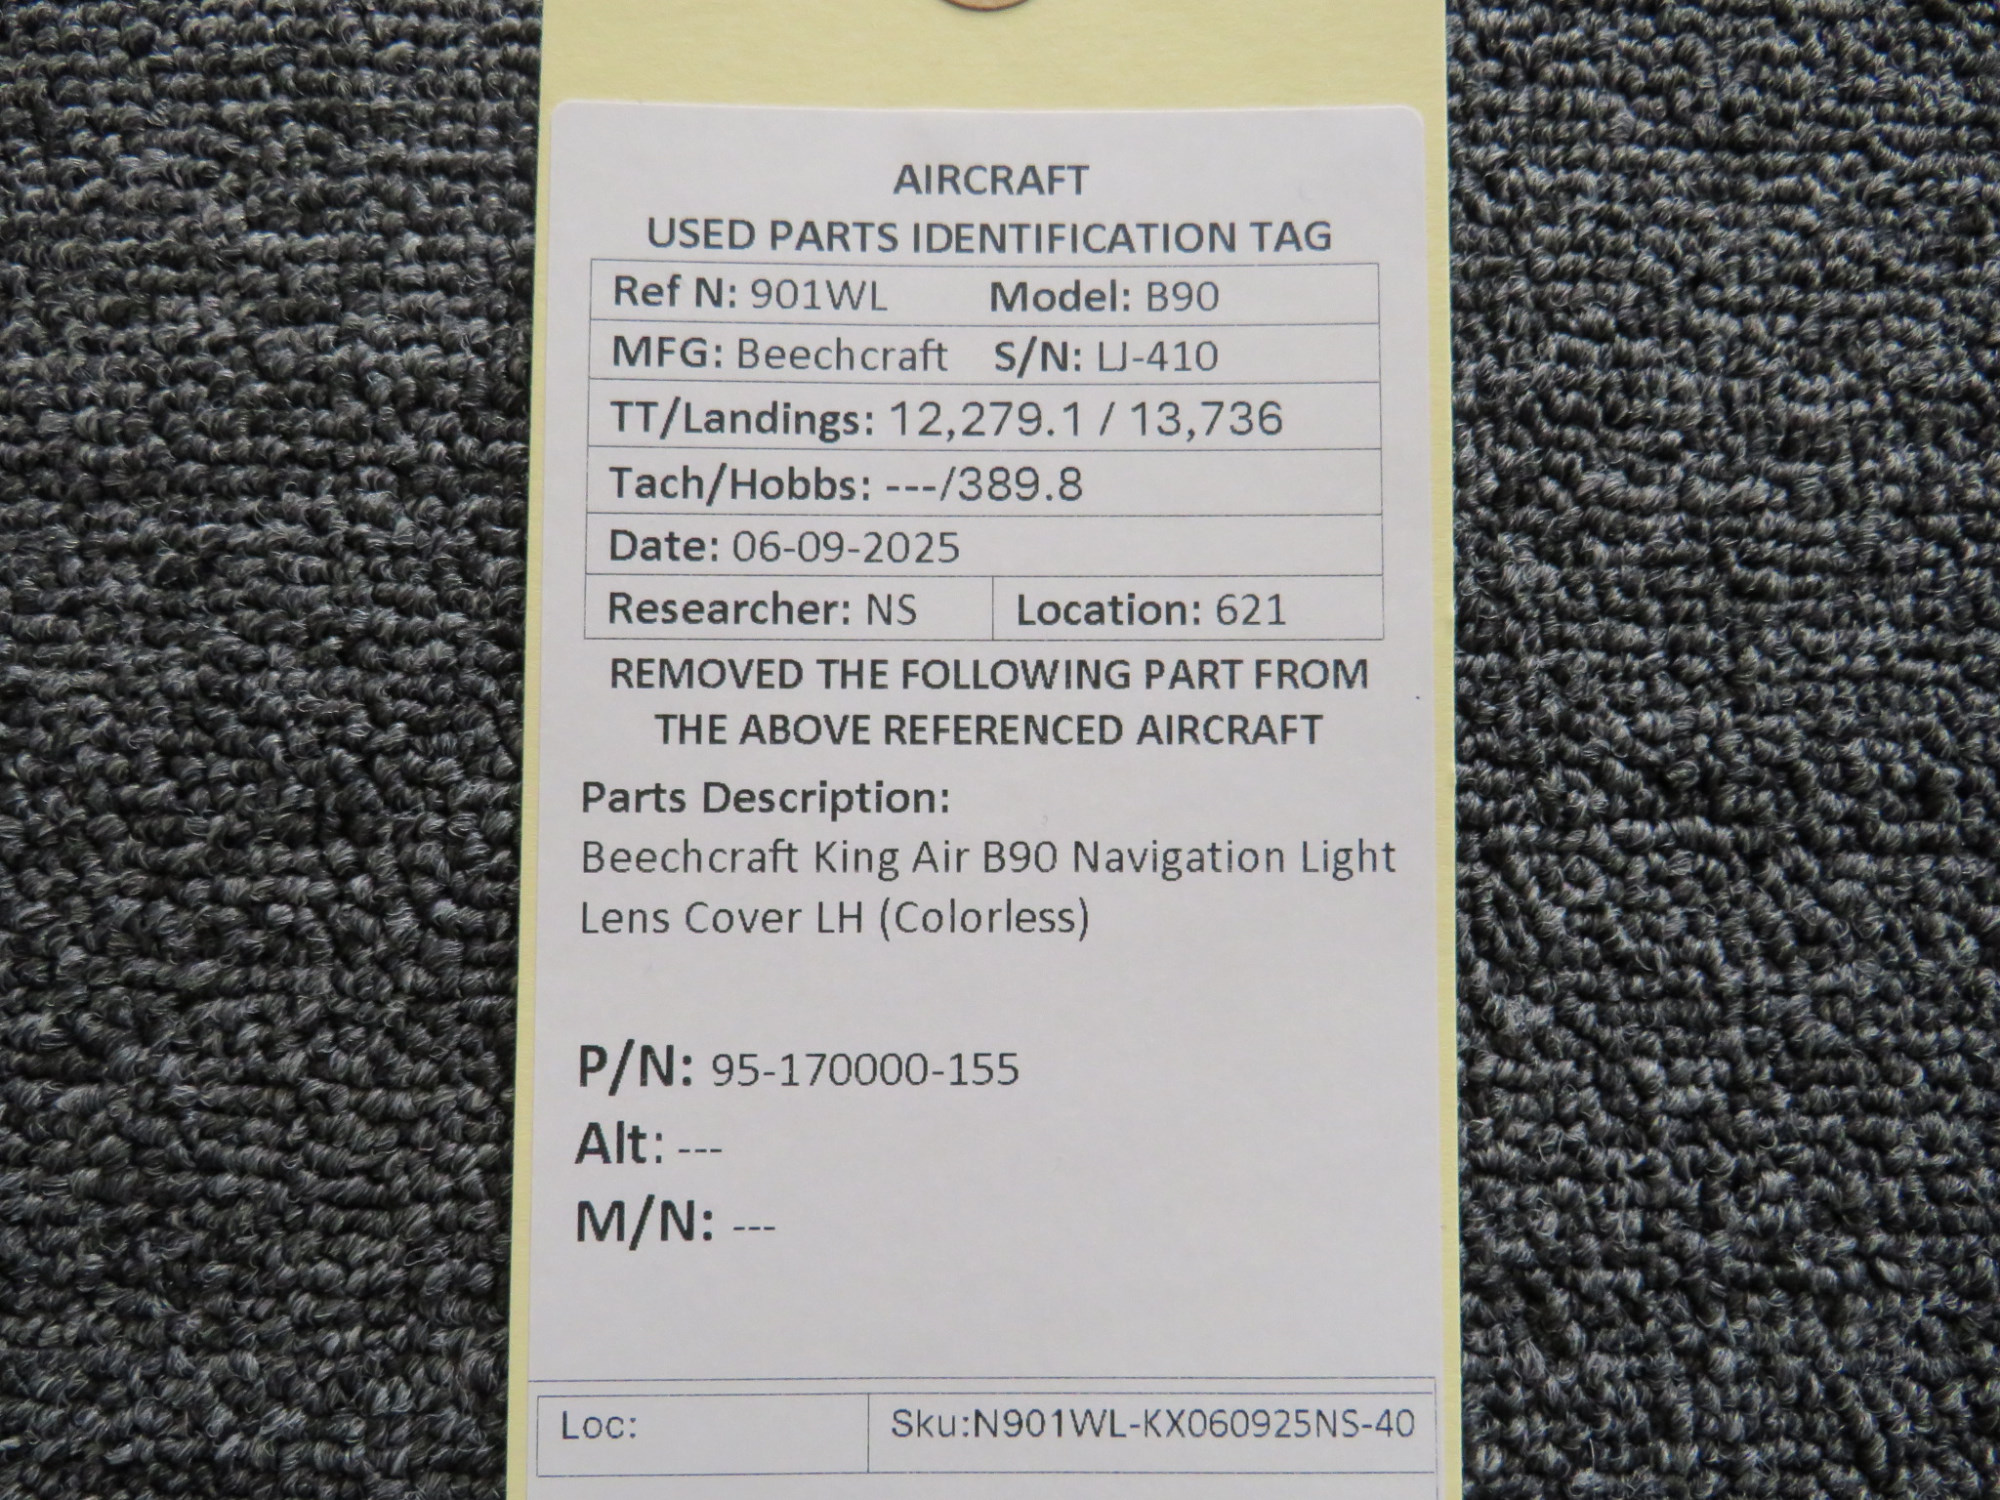 AIRCRAFT
USED PARTS IDENTIFICATION TAG
Ref N: 901WL Model: B90
MFG: Beechcraft S/N: LJ-410
TT/Landings: 12,279.1 / 13,736
Tach/Hobbs: ---/389.8
Date: 06-09-2025
Researcher: NS Location: 621
REMOVED THE FOLLOWING PART FROM
THE ABOVE REFERENCED AIRCRAFT
Parts Description:
Beechcraft King Air B90 Navigation Light
Lens Cover LH (Colorless)
P/N: 95-170000-155
Alt: ---
M/N: ---
Loc: Sku:N901WL-KX060925NS-40